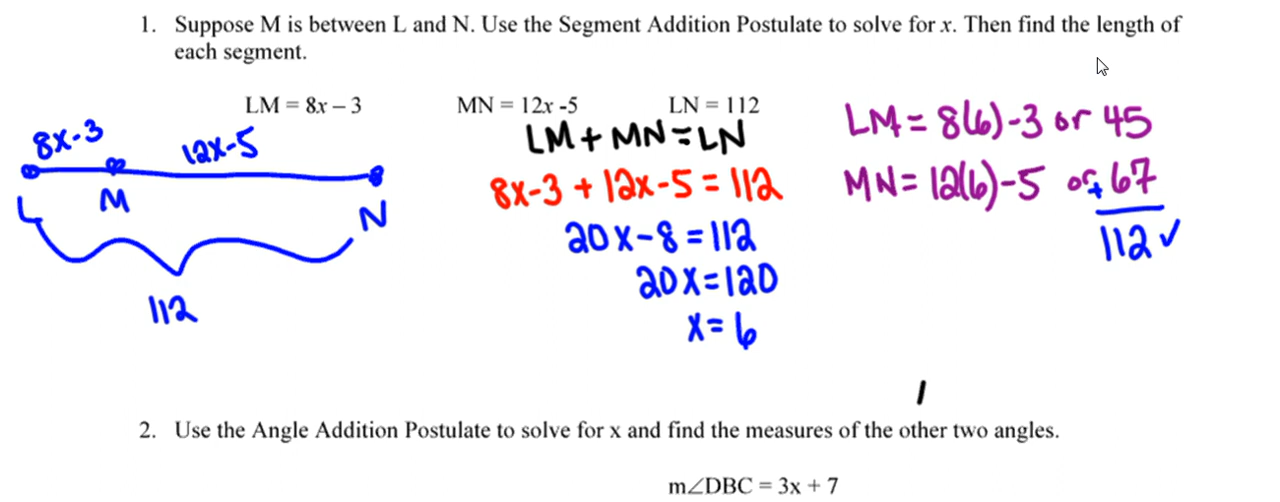 1. Suppose M is between L and N. Use the Segment Addition Postulate to solve for x. Then find the length of
each segment.
LM = 8x – 3 MN = 12x -5 LN = 112
8x-3 12x-5
L M N
112
LM + MN = LN
8x-3 + 12x-5 = 112
20x-8 = 112
20x = 120
x = 6
LM = 8(6)-3 or 45
MN = 12(6)-5 or + 67
112 ✓
2. Use the Angle Addition Postulate to solve for x and find the measures of the other two angles.
m∠DBC = 3x + 7